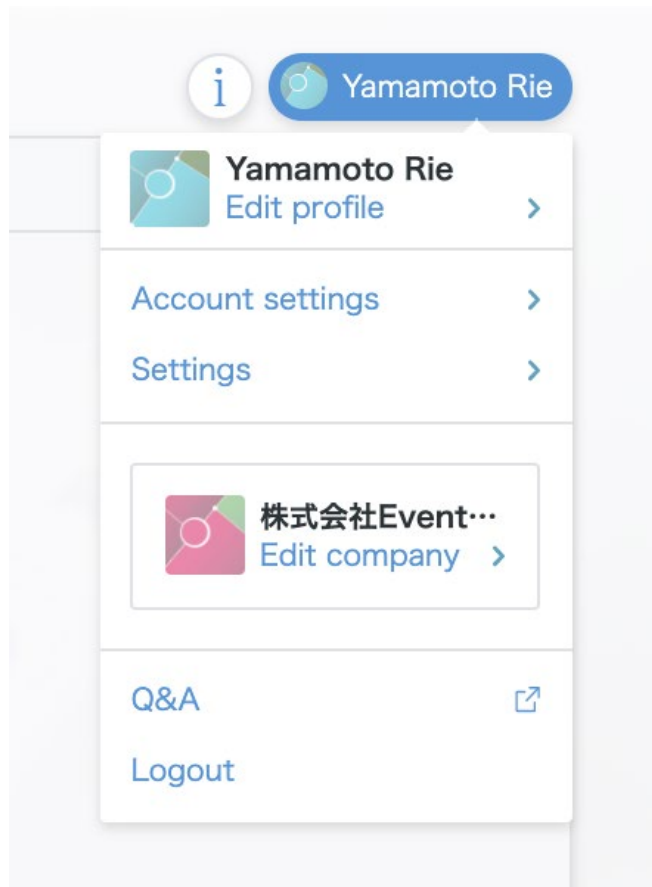 i Yamamoto Rie
Yamamoto Rie
Edit profile
Account settings
Settings
株式会社Event…
Edit company
Q&A
Logout